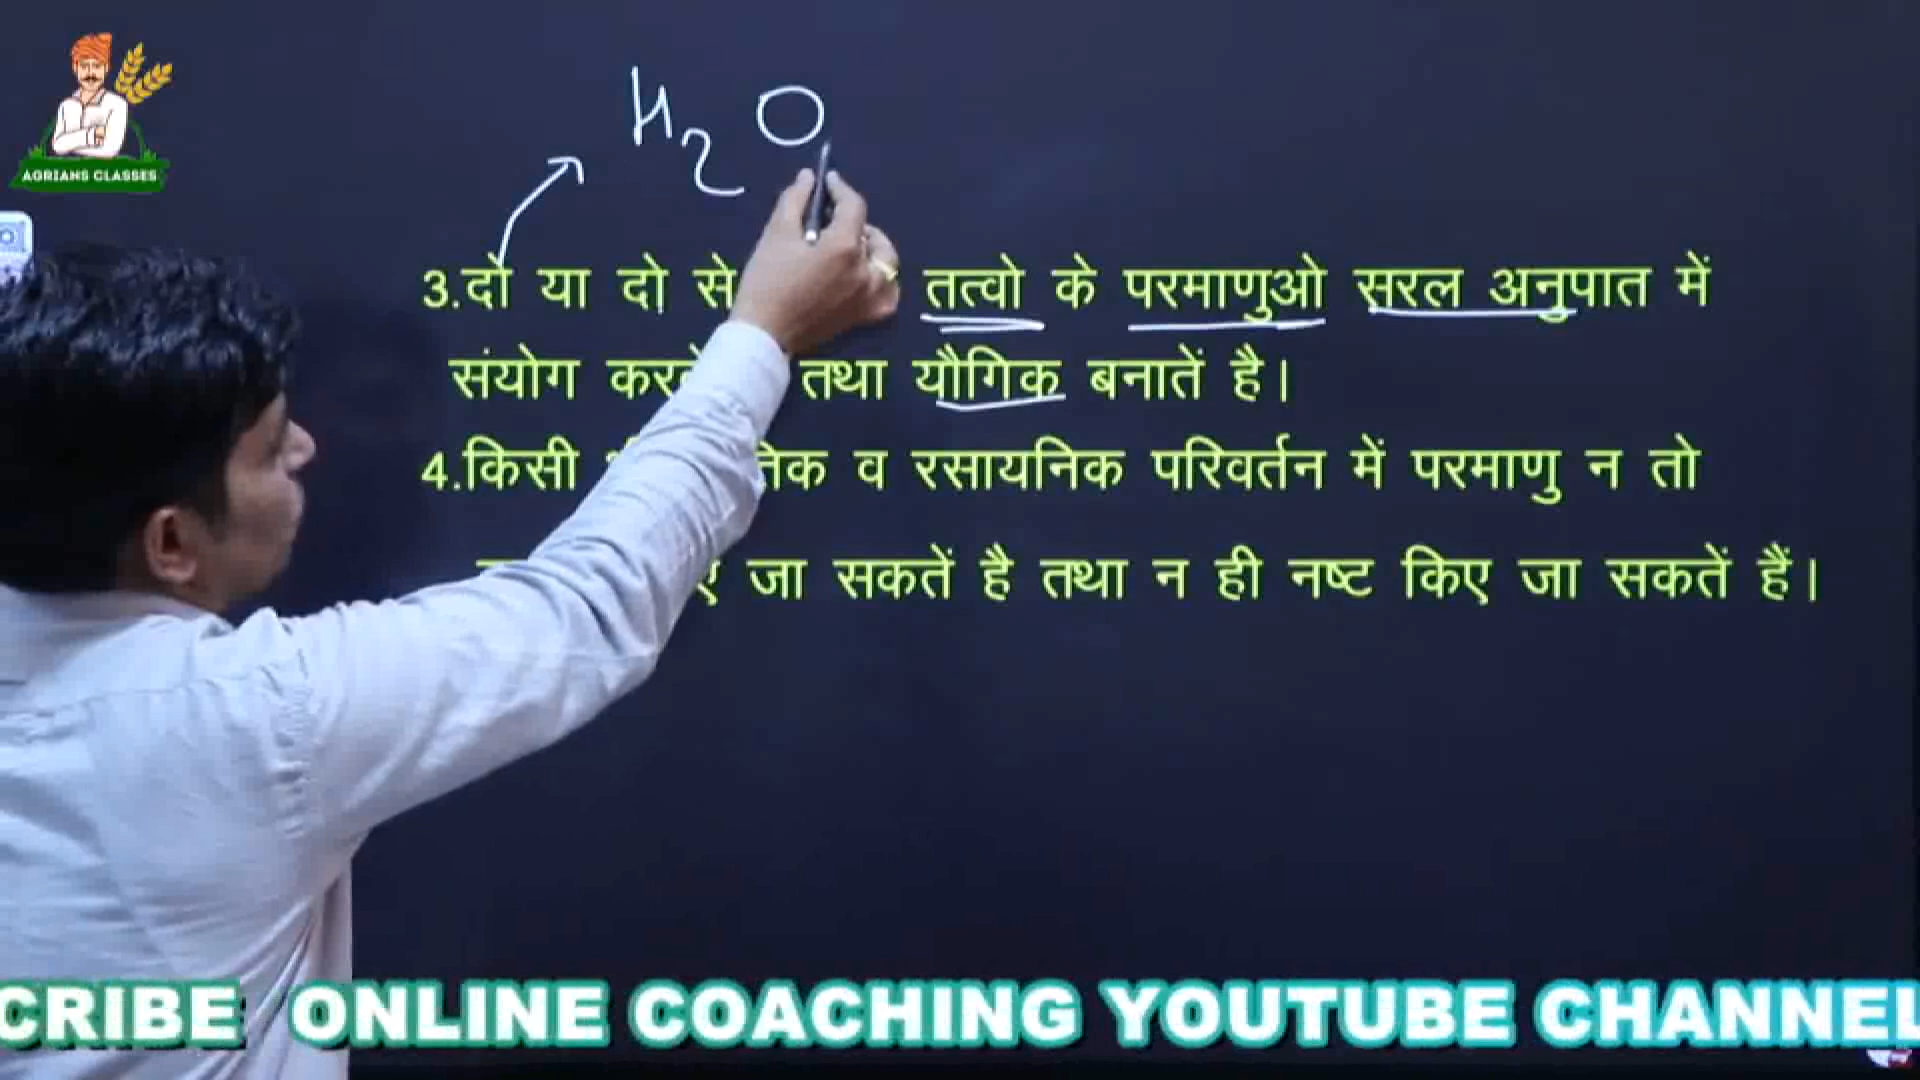 AGRIANS CLASSES
H2O
3.दो या दो से तत्वो के परमाणुओ सरल अनुपात में
संयोग तथा यौगिक बनातें है।
4.किसी व रसायनिक परिवर्तन में परमाणु न तो
जा सकतें है तथा न ही नष्ट किए जा सकतें हैं।
CRIBE ONLINE COACHING YOUTUBE CHANNEL